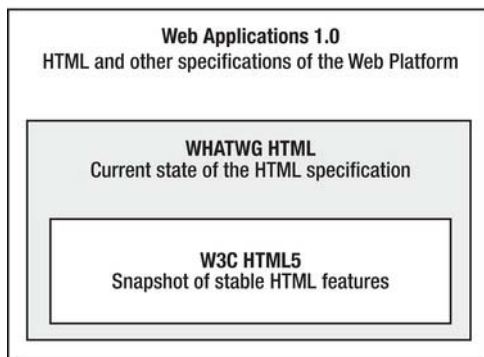 Web Applications 1.0
HTML and other specifications of the Web Platform
WHATWG HTML
Current state of the HTML specification
W3C HTML5
Snapshot of stable HTML features